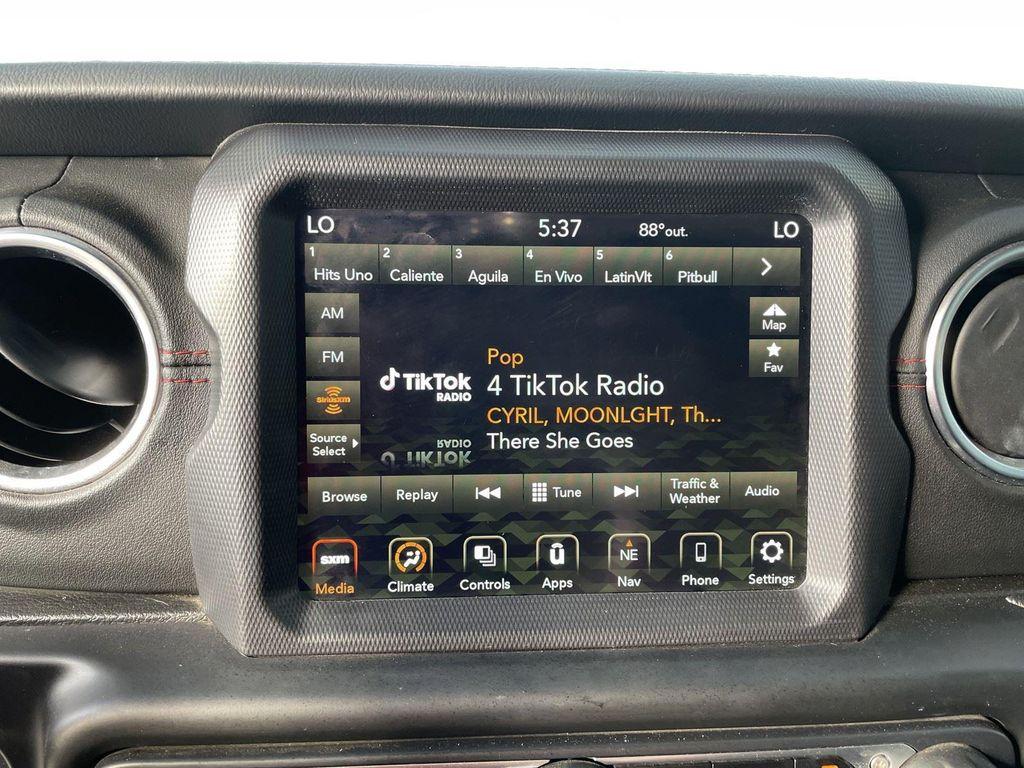 LO 5:37 88°out. LO
1 Hits Uno 2 Caliente 3 Aguila 4 En Vivo 5 LatinVlt 6 Pitbull
AM
FM
siriusxm
Source
Select
Map
Fav
TikTok
RADIO
Pop
4 TikTok Radio
CYRIL, MOONLGHT, Th...
There She Goes
Browse Replay Tune Traffic &
Weather Audio
sxm NE
Media Climate Controls Apps Nav Phone Settings